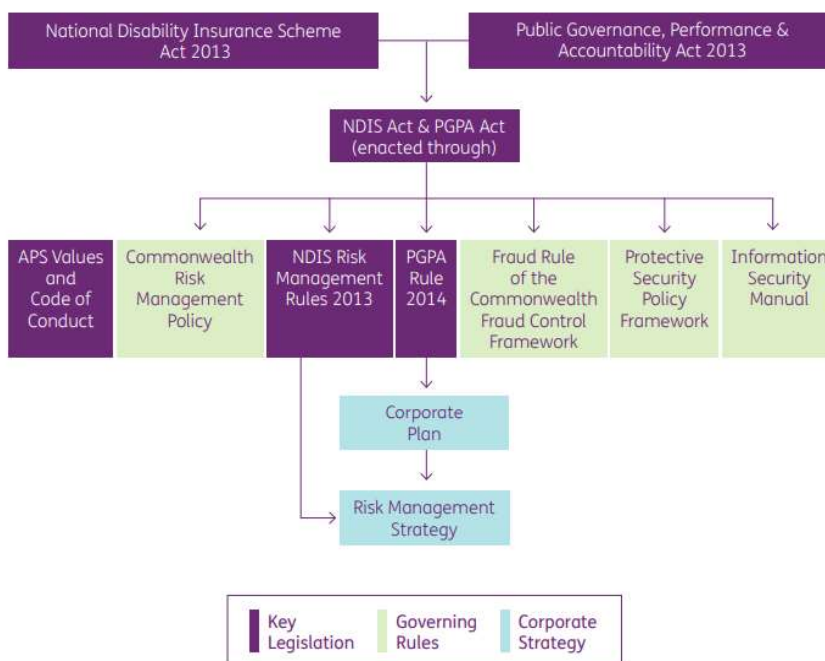 National Disability Insurance Scheme
Act 2013
Public Governance, Performance &
Accountability Act 2013
NDIS Act & PGPA Act
(enacted through)
APS Values
and
Code of
Conduct
Commonwealth
Risk
Management
Policy
NDIS Risk
Management
Rules 2013
PGPA
Rule
2014
Fraud Rule
of the
Commonwealth
Fraud Control
Framework
Protective
Security
Policy
Framework
Information
Security
Manual
Corporate
Plan
Risk Management
Strategy
Key
Legislation
Governing
Rules
Corporate
Strategy